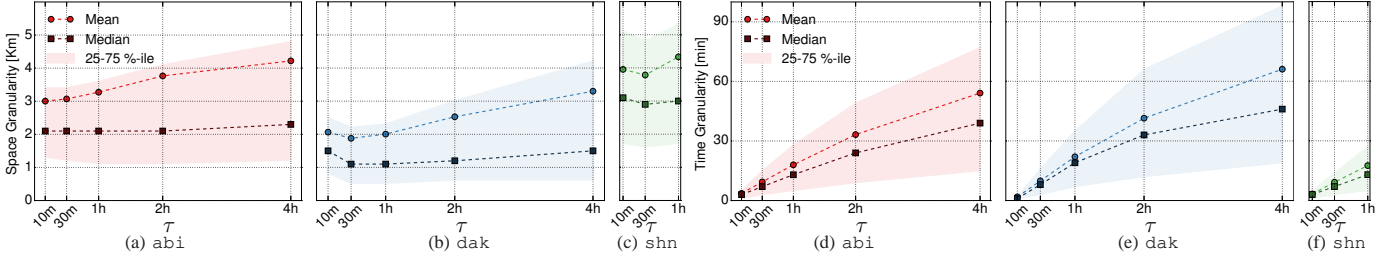 Space Granularity [Km]
6
5
4
3
2
1
0
Mean
Median
25-75 %-ile
10m
30m
1h
2h
4h
τ
(a) abi
10m
30m
1h
2h
4h
τ
(b) dak
10m
30m
1h
τ
(c) shn
Time Granularity [min]
90
60
30
Mean
Median
25-75 %-ile
10m
30m
1h
2h
4h
τ
(d) abi
10m
30m
1h
2h
4h
τ
(e) dak
10m
30m
1h
τ
(f) shn